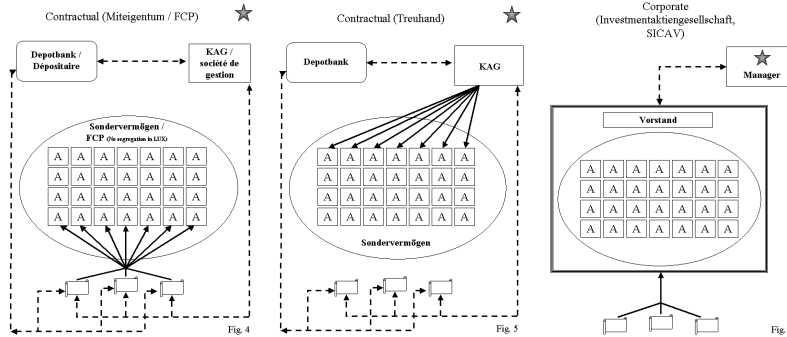 Contractual (Miteigentum / FCP)
Depotbank /
Dépositaire
KAG /
société de
gestion
Sondervermögen /
FCP (No segregation in LUX)
A A A A A A A
A A A A A A A
A A A A A A A
A A A A A A A
Fig. 4
Contractual (Treuhand)
Depotbank
KAG
A A A A A A A
A A A A A A A
A A A A A A A
A A A A A A A
Sondervermögen
Fig. 5
Corporate
(Investmentaktiengesellschaft,
SICAV)
Manager
Vorstand
A A A A A A A
A A A A A A A
A A A A A A A
A A A A A A A
Fig.